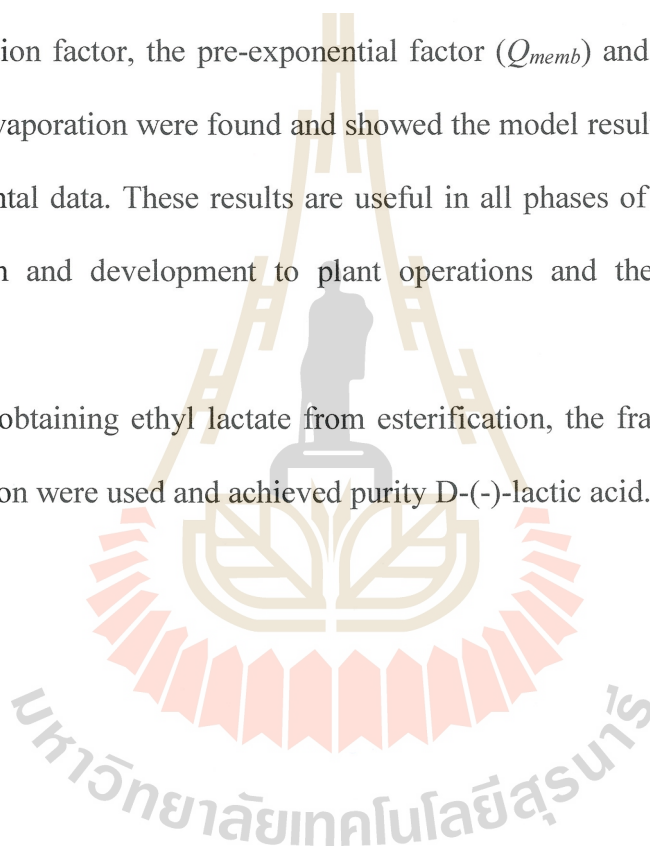 ion factor, the pre-exponential factor (Qmemb) and
vaporation were found and showed the model resul
ntal data. These results are useful in all phases of
n and development to plant operations and the
obtaining ethyl lactate from esterification, the fra
on were used and achieved purity D-(-)-lactic acid.
มหาวิทยาลัยเทคโนโลยีสุรนารี